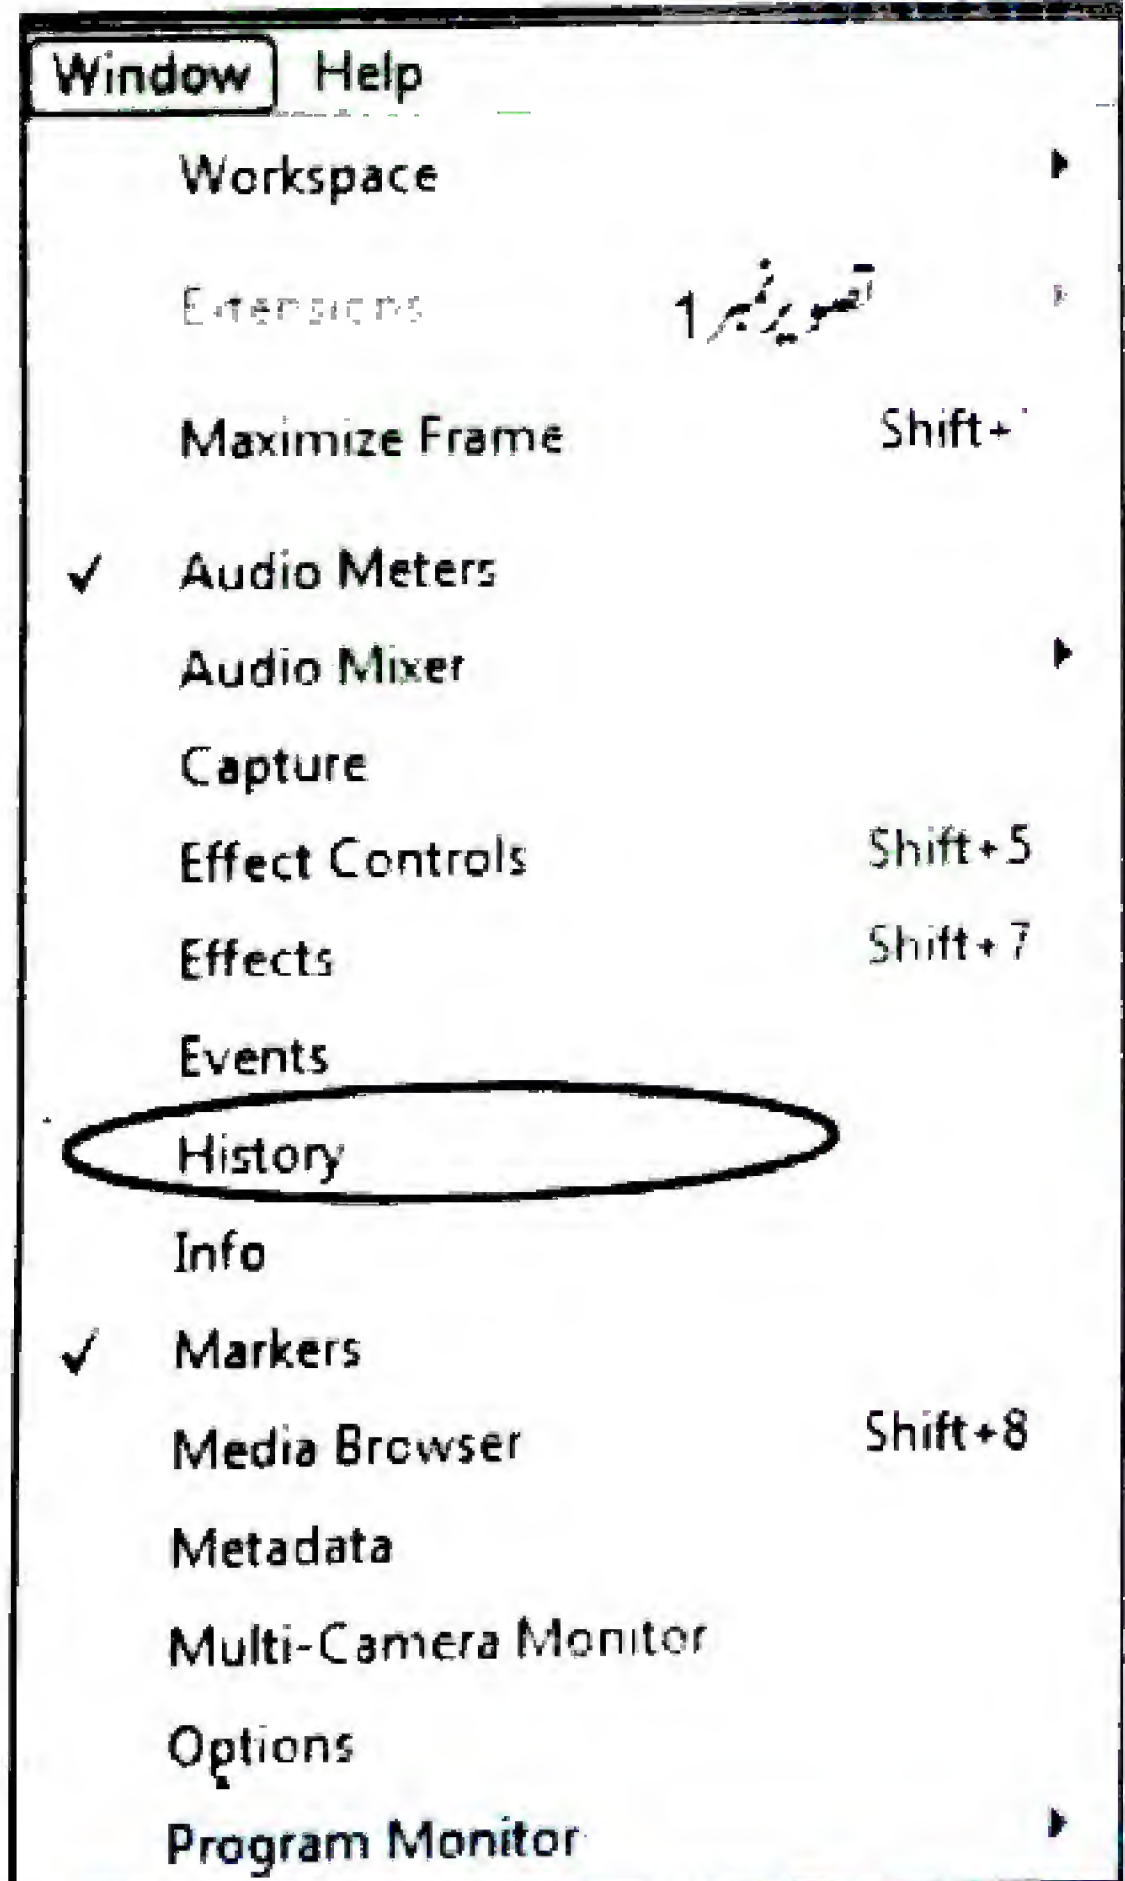 Window Help
Workspace
Extensions تصویر نمبر 1
Maximize Frame Shift+`
✓ Audio Meters
Audio Mixer
Capture
Effect Controls Shift+5
Effects Shift+7
Events
History
Info
✓ Markers
Media Browser Shift+8
Metadata
Multi-Camera Monitor
Options
Program Monitor